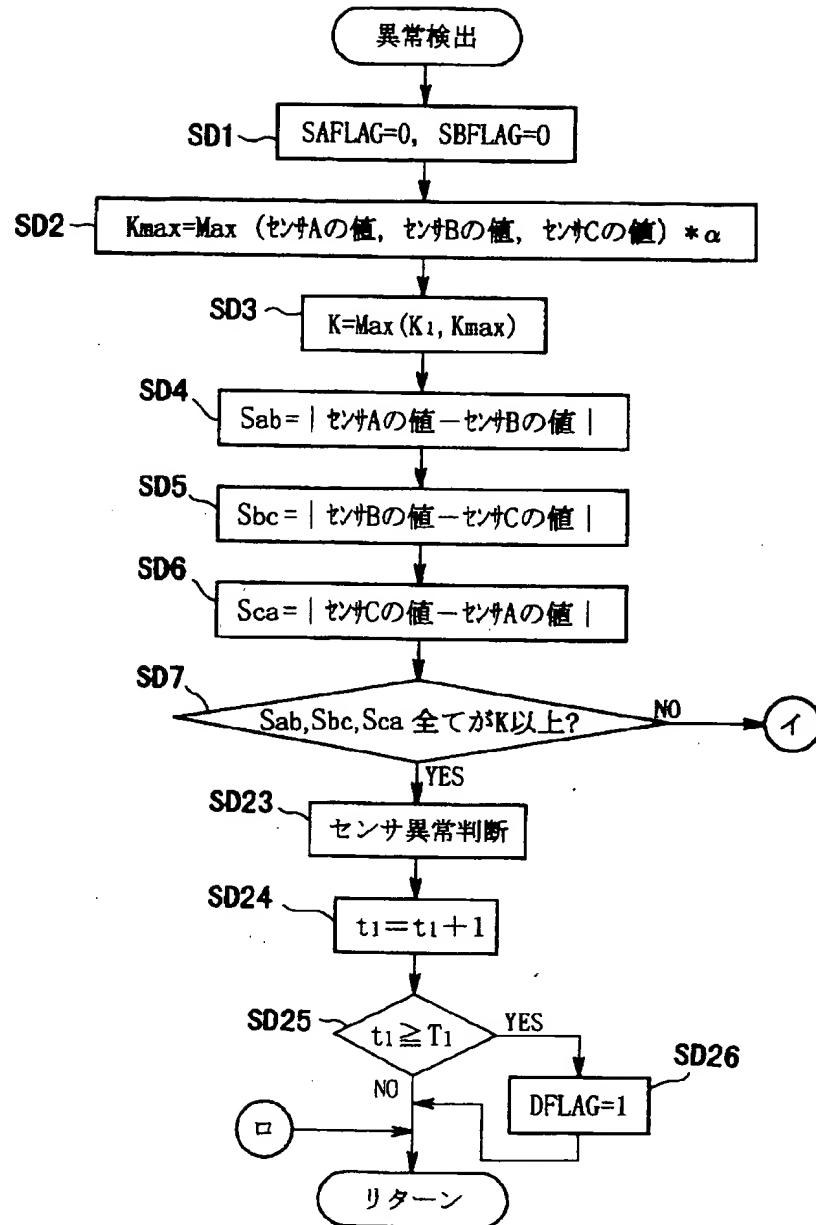 異常検出
SD1
SAFLAG=0, SBFLAG=0
SD2
Kmax=Max (センサAの値, センサBの値, センサCの値) *α
SD3
K=Max(K1, Kmax)
SD4
Sab=|センサAの値−センサBの値|
SD5
Sbc=|センサBの値−センサCの値|
SD6
Sca=|センサCの値−センサAの値|
SD7
Sab,Sbc,Sca 全てがK以上?
NO
イ
YES
SD23
センサ異常判断
SD24
t1=t1+1
SD25
t1≧T1
YES
SD26
DFLAG=1
NO
ロ
リターン